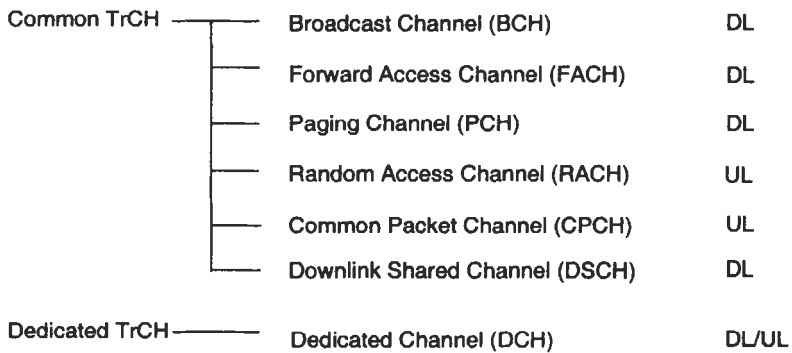 Common TrCH Broadcast Channel (BCH) DL
Forward Access Channel (FACH) DL
Paging Channel (PCH) DL
Random Access Channel (RACH) UL
Common Packet Channel (CPCH) UL
Downlink Shared Channel (DSCH) DL
Dedicated TrCH Dedicated Channel (DCH) DL/UL